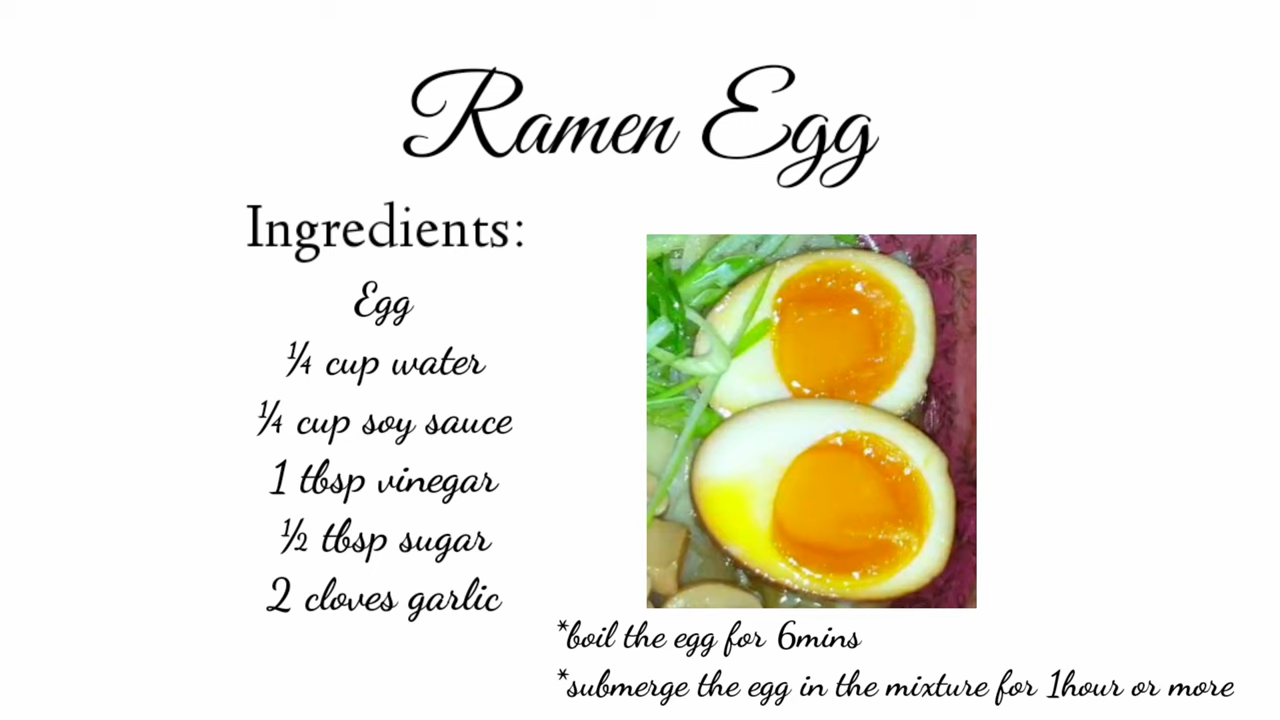 Ramen Egg
Ingredients:
Egg
¼ cup water
¼ cup soy sauce
1 tbsp vinegar
½ tbsp sugar
2 cloves garlic
*boil the egg for 6mins
*submerge the egg in the mixture for 1hour or more